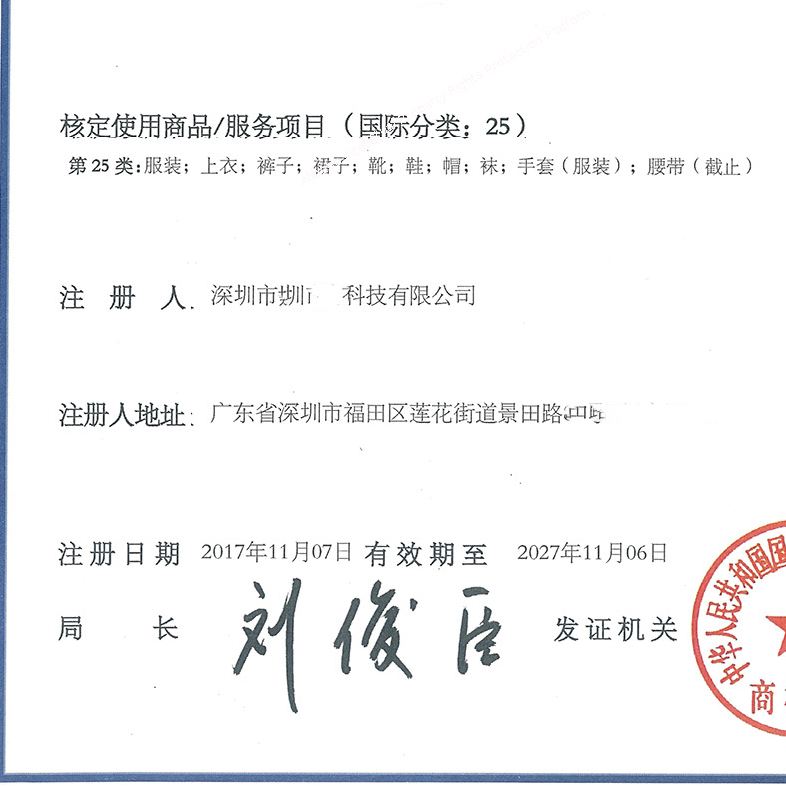 核定使用商品/服务项目（国际分类：25）
第25类:服装；上衣；裤子；裙子；靴；鞋；帽；袜；手套（服装）；腰带（截止）
注 册 人 深圳市 科技有限公司
注册人地址 广东省深圳市福田区莲花街道景田路
注册日期 2017年11月07日 有效期至 2027年11月06日
局 长 刘俊臣 发证机关
中华人民共和国国
商